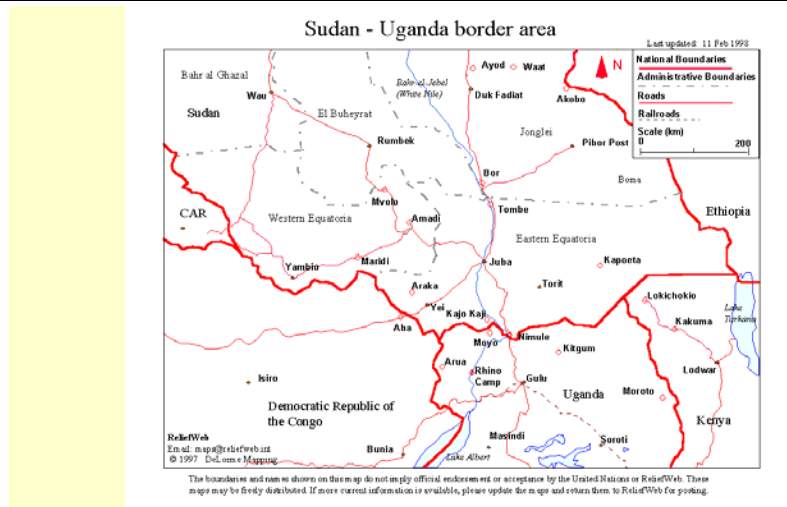 Sudan - Uganda border area
Last updated: 11 Feb 1998
National Boundaries
Administrative Boundaries
Roads
Railroads
Scale (km)
0 200
N
Ayod
Waat
Bahr al Ghazal
Bahr el Jebel
(White Nile)
Wau
Duk Fadiat
Akobo
Sudan
El Buheyrat
Jonglei
Rumbek
Pibor Post
Bor
Boma
Mvolo
Tombe
CAR
Western Equatoria
Amadi
Ethiopia
Eastern Equatoria
Maridi
Juba
Kapoeta
Yambio
Araka
Torit
Lokichokio
Yei
Kajo Kaji
Lake
Turkana
Aba
Kakuma
Nimule
Moyo
Kitgum
Arua
Rhino
Camp
Lodwar
Isiro
Gulu
Uganda
Moroto
Democratic Republic of
the Congo
Kenya
ReliefWeb
Email: maps@reliefweb.int
© 1997 DeLorme Mapping
Bunia
Lake Albert
Masindi
Soroti
The boundaries and names shown on this map do not imply official endorsement or acceptance by the United Nations or ReliefWeb. These
maps may be freely distributed. If more current information is available, please update the maps and return them to ReliefWeb for posting.